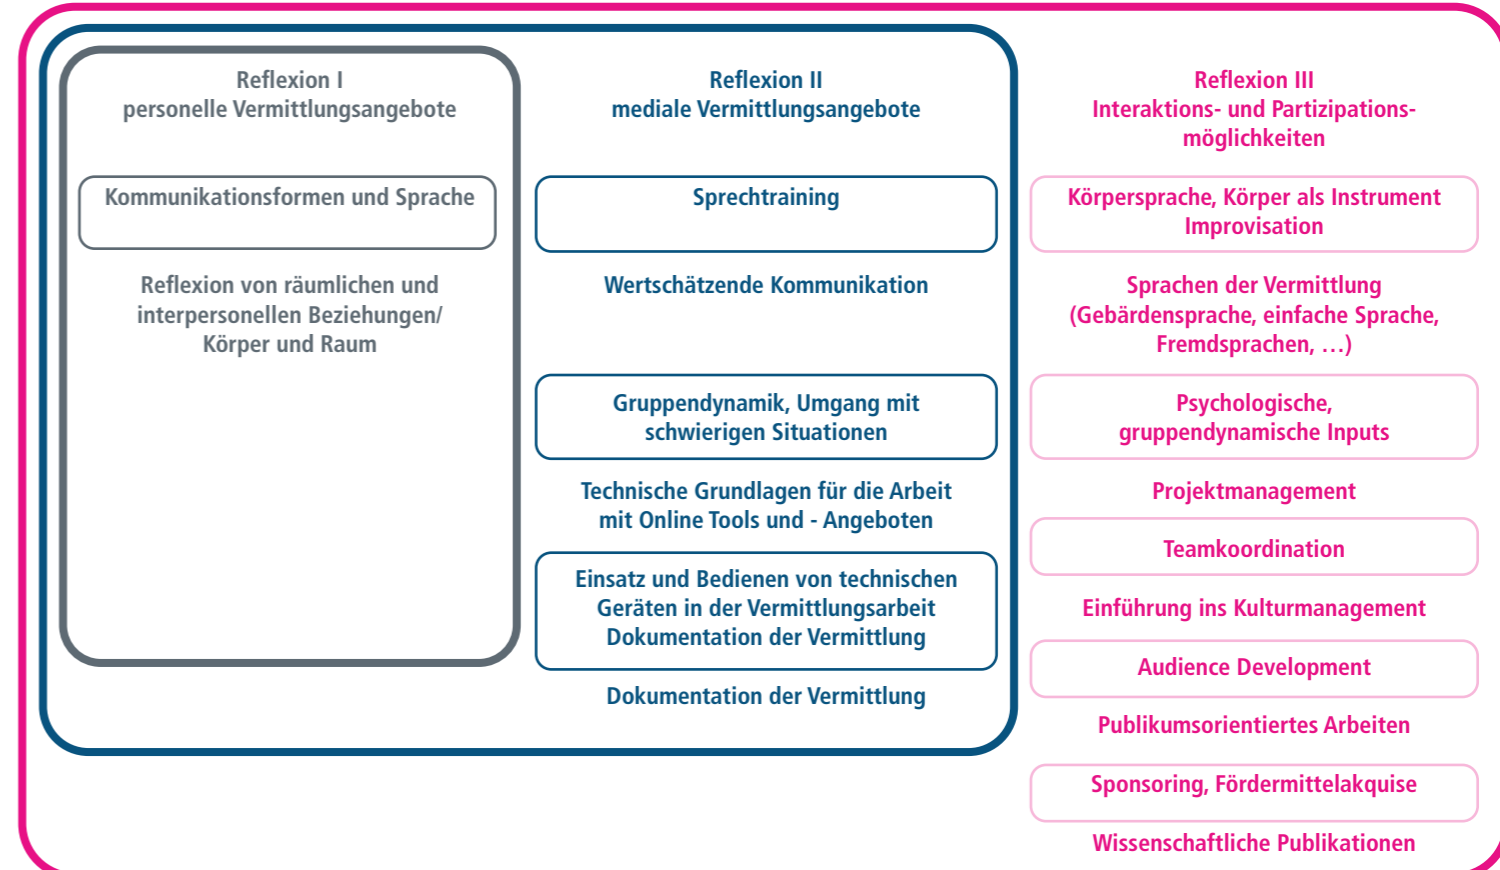 Reflexion I
personelle Vermittlungsangebote
Kommunikationsformen und Sprache
Reflexion von räumlichen und
interpersonellen Beziehungen/
Körper und Raum
Reflexion II
mediale Vermittlungsangebote
Sprechtraining
Wertschätzende Kommunikation
Gruppendynamik, Umgang mit
schwierigen Situationen
Technische Grundlagen für die Arbeit
mit Online Tools und - Angeboten
Einsatz und Bedienen von technischen
Geräten in der Vermittlungsarbeit
Dokumentation der Vermittlung
Dokumentation der Vermittlung
Reflexion III
Interaktions- und Partizipations-
möglichkeiten
Körpersprache, Körper als Instrument
Improvisation
Sprachen der Vermittlung
(Gebärdensprache, einfache Sprache,
Fremdsprachen, …)
Psychologische,
gruppendynamische Inputs
Projektmanagement
Teamkoordination
Einführung ins Kulturmanagement
Audience Development
Publikumsorientiertes Arbeiten
Sponsoring, Fördermittelakquise
Wissenschaftliche Publikationen